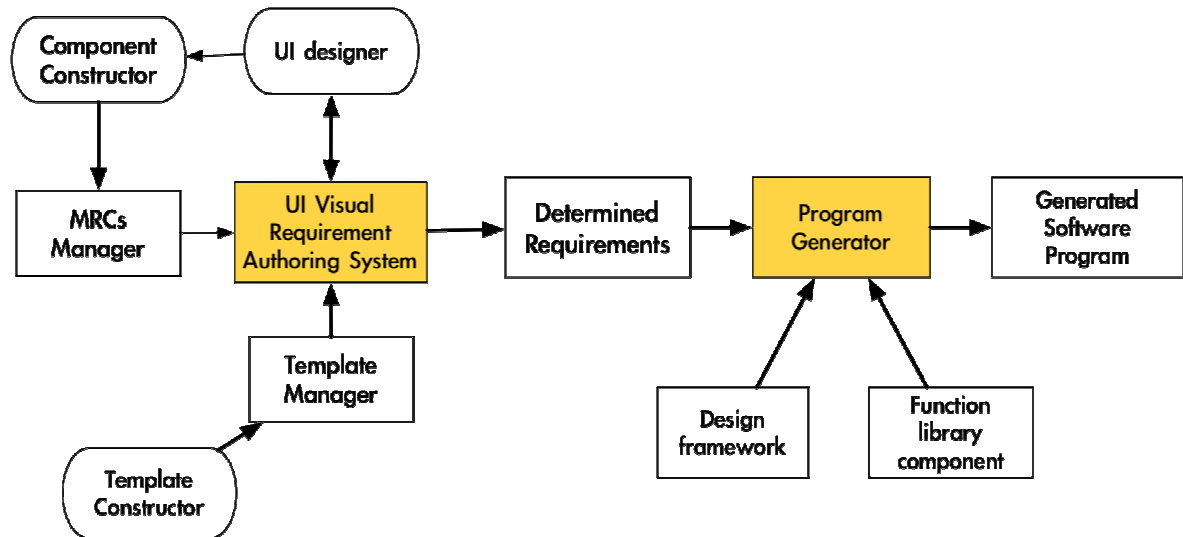 Component
Constructor
UI designer
MRCs
Manager
UI Visual
Requirement
Authoring System
Determined
Requirements
Program
Generator
Generated
Software
Program
Template
Manager
Design
framework
Function
library
component
Template
Constructor